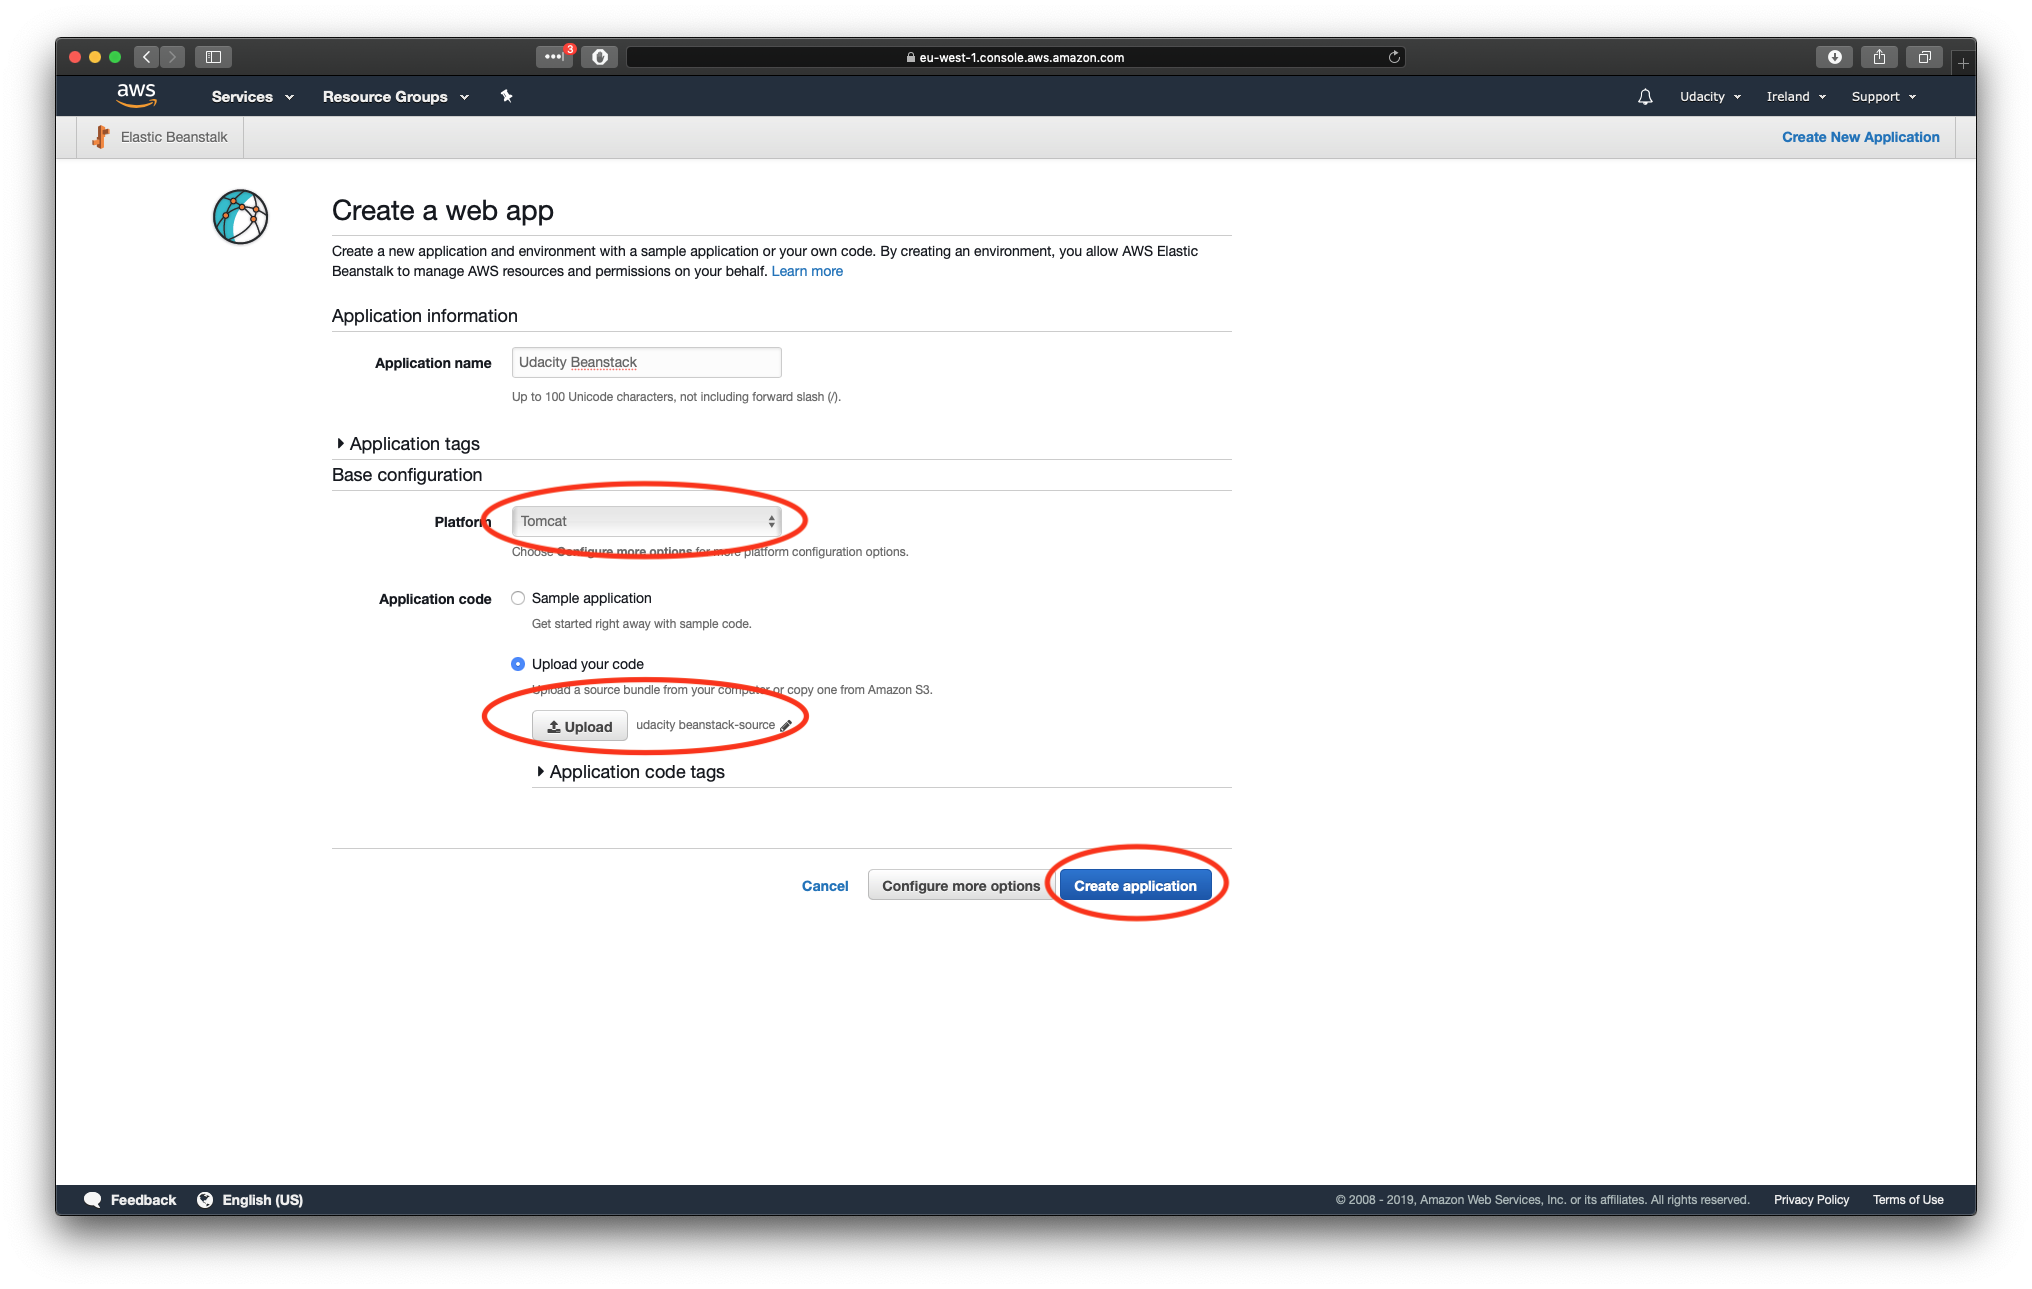 3
eu-west-1.console.aws.amazon.com
aws Services Resource Groups Udacity Ireland Support
Elastic Beanstalk Create New Application
Create a web app
Create a new application and environment with a sample application or your own code. By creating an environment, you allow AWS Elastic
Beanstalk to manage AWS resources and permissions on your behalf. Learn more
Application information
Application name Udacity Beanstack
Up to 100 Unicode characters, not including forward slash (/).
Application tags
Base configuration
Platform Tomcat
Choose Configure more options for more platform configuration options.
Application code Sample application
Get started right away with sample code.
Upload your code
Upload a source bundle from your computer or copy one from Amazon S3.
Upload udacity beanstack-source
Application code tags
Cancel Configure more options Create application
Feedback English (US) © 2008 - 2019, Amazon Web Services, Inc. or its affiliates. All rights reserved. Privacy Policy Terms of Use